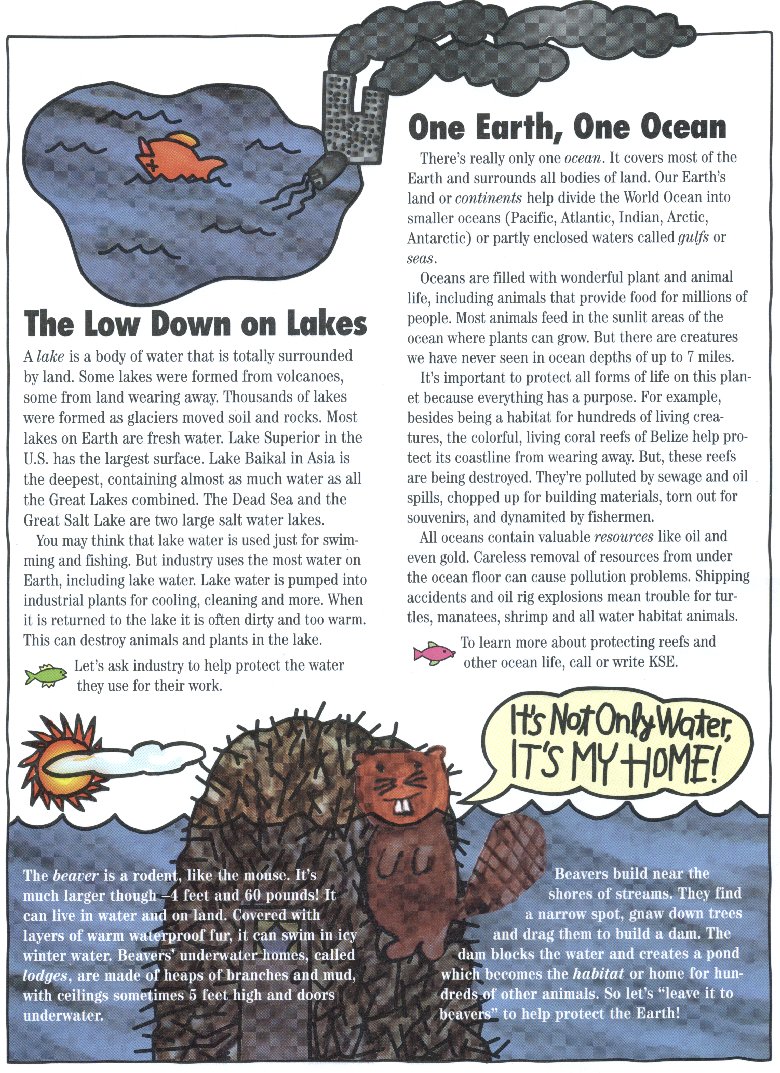 The Low Down on Lakes
A lake is a body of water that is totally surrounded
by land. Some lakes were formed from volcanoes,
some from land wearing away. Thousands of lakes
were formed as glaciers moved soil and rocks. Most
lakes on Earth are fresh water. Lake Superior in the
U.S. has the largest surface. Lake Baikal in Asia is
the deepest, containing almost as much water as all
the Great Lakes combined. The Dead Sea and the
Great Salt Lake are two large salt water lakes.
You may think that lake water is used just for swim-
ming and fishing. But industry uses the most water on
Earth, including lake water. Lake water is pumped into
industrial plants for cooling, cleaning and more. When
it is returned to the lake it is often dirty and too warm.
This can destroy animals and plants in the lake.
Let's ask industry to help protect the water
they use for their work.
One Earth, One Ocean
There's really only one ocean. It covers most of the
Earth and surrounds all bodies of land. Our Earth's
land or continents help divide the World Ocean into
smaller oceans (Pacific, Atlantic, Indian, Arctic,
Antarctic) or partly enclosed waters called gulfs or
seas.
Oceans are filled with wonderful plant and animal
life, including animals that provide food for millions of
people. Most animals feed in the sunlit areas of the
ocean where plants can grow. But there are creatures
we have never seen in ocean depths of up to 7 miles.
It's important to protect all forms of life on this plan-
et because everything has a purpose. For example,
besides being a habitat for hundreds of living crea-
tures, the colorful, living coral reefs of Belize help pro-
tect its coastline from wearing away. But, these reefs
are being destroyed. They're polluted by sewage and oil
spills, chopped up for building materials, torn out for
souvenirs, and dynamited by fishermen.
All oceans contain valuable resources like oil and
even gold. Careless removal of resources from under
the ocean floor can cause pollution problems. Shipping
accidents and oil rig explosions mean trouble for tur-
tles, manatees, shrimp and all water habitat animals.
To learn more about protecting reefs and
other ocean life, call or write KSE.
It's Not Only Water,
IT'S MY HOME!
The beaver is a rodent, like the mouse. It's
much larger though –4 feet and 60 pounds! It
can live in water and on land. Covered with
layers of warm waterproof fur, it can swim in icy
winter water. Beavers' underwater homes, called
lodges, are made of heaps of branches and mud,
with ceilings sometimes 5 feet high and doors
underwater.
Beavers build near the
shores of streams. They find
a narrow spot, gnaw down trees
and drag them to build a dam. The
dam blocks the water and creates a pond
which becomes the habitat or home for hun-
dreds of other animals. So let's "leave it to
beavers" to help protect the Earth!